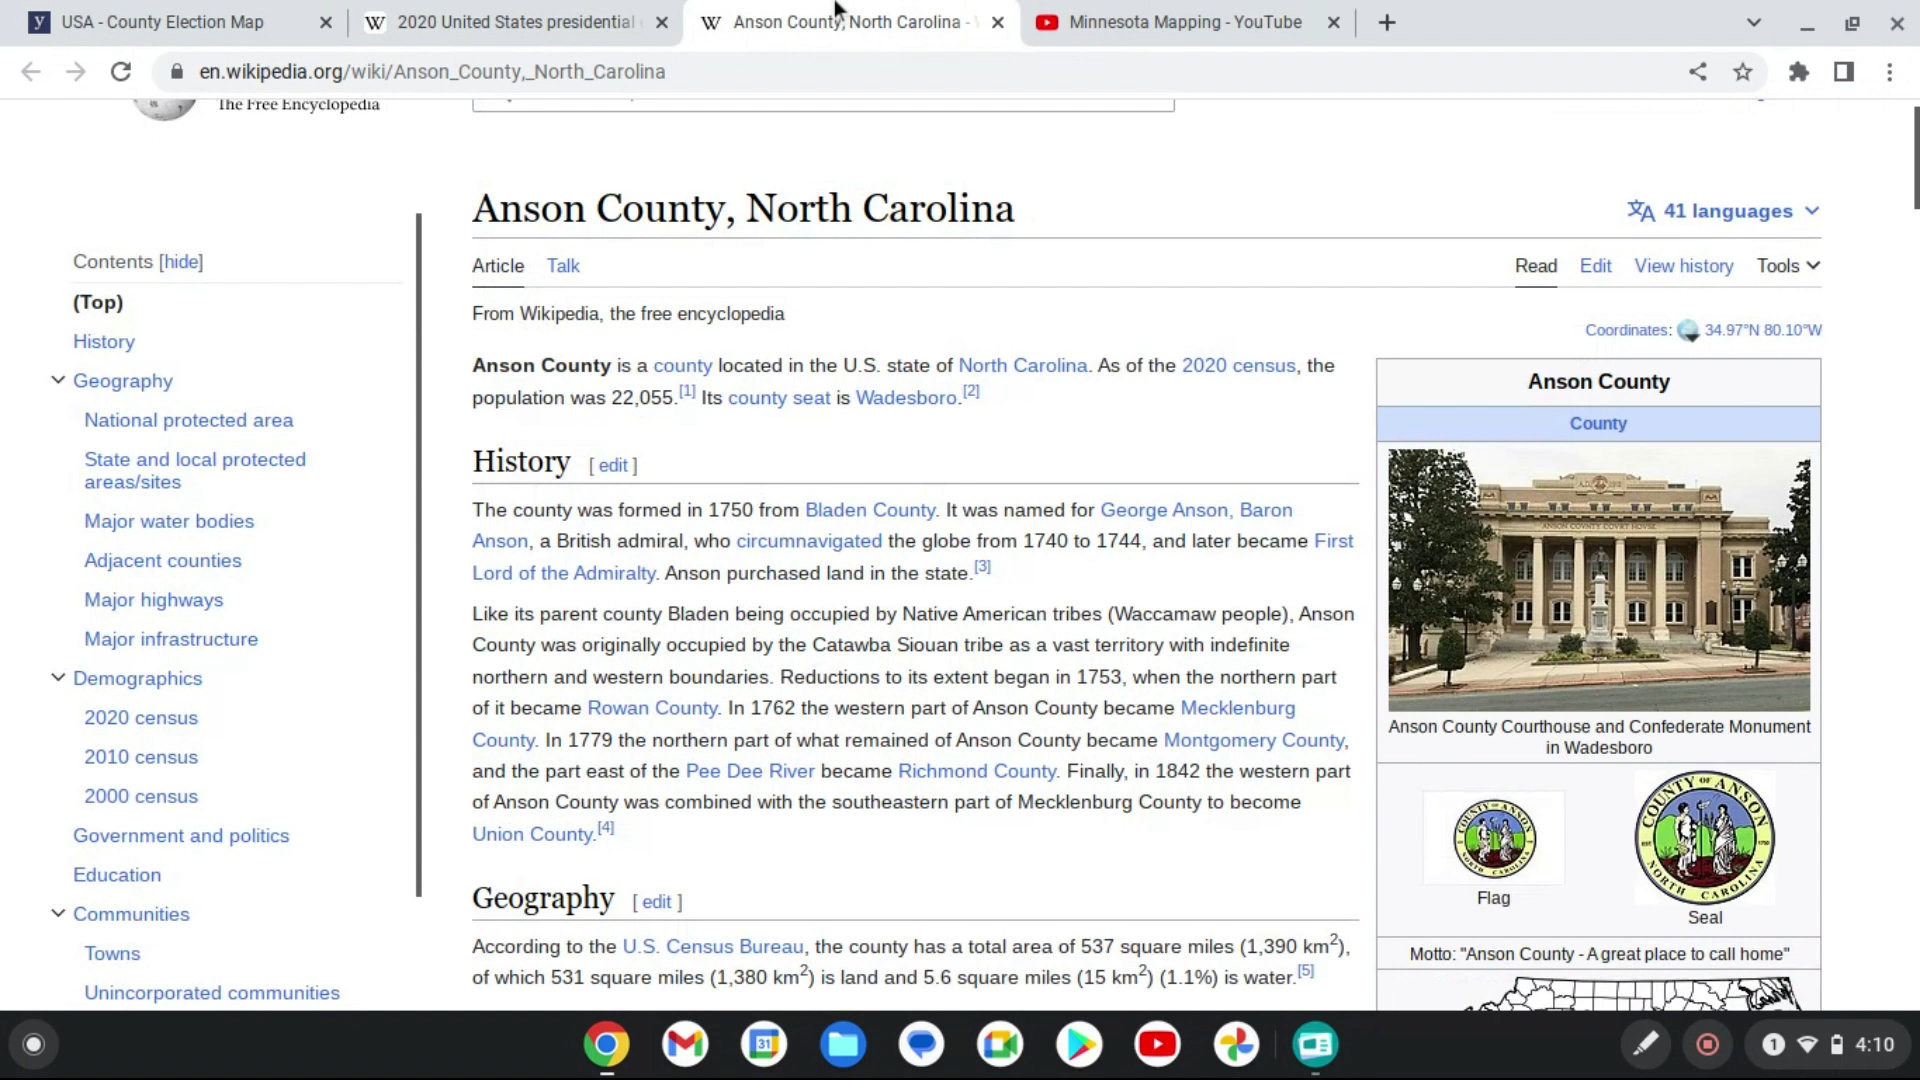 USA - County Election Map
2020 United States presidential
Anson County, North Carolina -
Minnesota Mapping - YouTube
en.wikipedia.org/wiki/Anson_County,_North_Carolina
The Free Encyclopedia
Anson County, North Carolina
41 languages
Article Talk
Read Edit View history Tools
From Wikipedia, the free encyclopedia
Coordinates: 34.97°N 80.10°W
Contents [hide]
(Top)
History
Geography
National protected area
State and local protected
areas/sites
Major water bodies
Adjacent counties
Major highways
Major infrastructure
Demographics
2020 census
2010 census
2000 census
Government and politics
Education
Communities
Towns
Unincorporated communities
Anson County is a county located in the U.S. state of North Carolina. As of the 2020 census, the
population was 22,055.[1] Its county seat is Wadesboro.[2]
History [ edit ]
The county was formed in 1750 from Bladen County. It was named for George Anson, Baron
Anson, a British admiral, who circumnavigated the globe from 1740 to 1744, and later became First
Lord of the Admiralty. Anson purchased land in the state.[3]
Like its parent county Bladen being occupied by Native American tribes (Waccamaw people), Anson
County was originally occupied by the Catawba Siouan tribe as a vast territory with indefinite
northern and western boundaries. Reductions to its extent began in 1753, when the northern part
of it became Rowan County. In 1762 the western part of Anson County became Mecklenburg
County. In 1779 the northern part of what remained of Anson County became Montgomery County,
and the part east of the Pee Dee River became Richmond County. Finally, in 1842 the western part
of Anson County was combined with the southeastern part of Mecklenburg County to become
Union County.[4]
Geography [ edit ]
According to the U.S. Census Bureau, the county has a total area of 537 square miles (1,390 km²),
of which 531 square miles (1,380 km²) is land and 5.6 square miles (15 km²) (1.1%) is water.[5]
Anson County
County
ANSON COUNTY COURT HOUSE
Anson County Courthouse and Confederate Monument
in Wadesboro
COUNTY OF ANSON
NORTH CAROLINA
Flag
COUNTY OF ANSON
NORTH CAROLINA
Seal
Motto: "Anson County - A great place to call home"
31
1
4:10